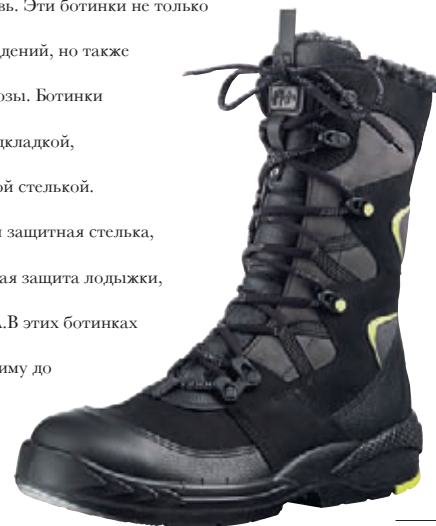 вь. Эти ботинки не только
дений, но также
озы. Ботинки
дкладкой,
ой стелькой.
и защитная стелька,
ая защита лодыжки,
А.В этих ботинках
иму до